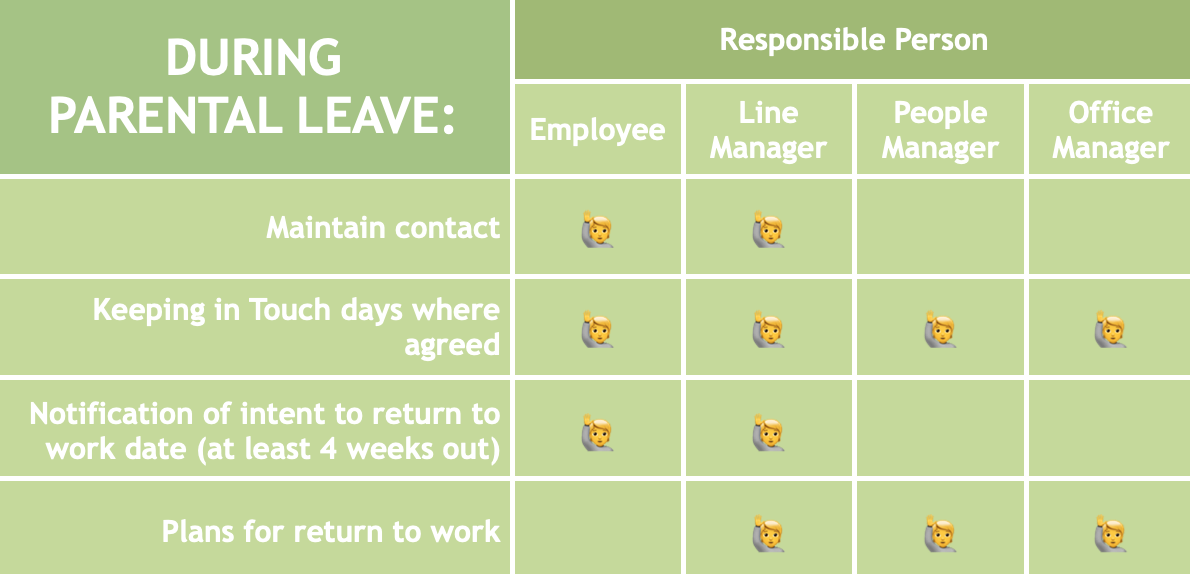 DURING
PARENTAL LEAVE:
Responsible Person
Employee
Line
Manager
People
Manager
Office
Manager
Maintain contact
Keeping in Touch days where
agreed
Notification of intent to return to
work date (at least 4 weeks out)
Plans for return to work